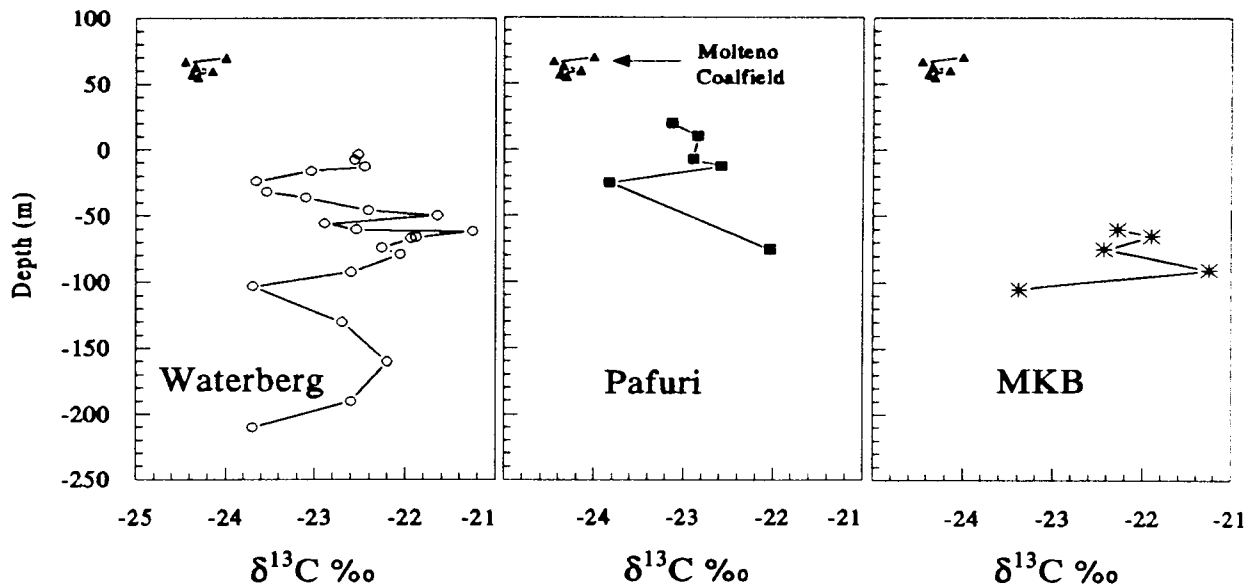 100
50
0
-50
-100
-150
-200
-250
Depth (m)
Molteno
Coalfield
Waterberg
Pafuri
MKB
-25 -24 -23 -22 -21
-24 -23 -22 -21
-24 -23 -22 -21
δ¹³C ‰
δ¹³C ‰
δ¹³C ‰